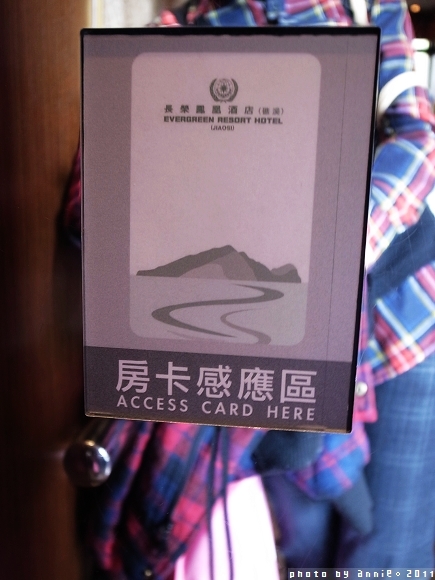 長榮鳳凰酒店(礁溪)
EVERGREEN RESORT HOTEL
(JIAOSI)
房卡感應區
ACCESS CARD HERE
photo by annie 2011